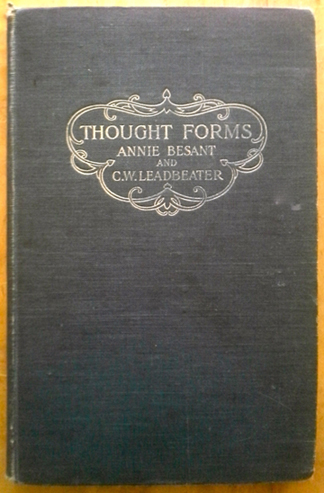 THOUGHT FORMS
ANNIE BESANT
AND
C.W. LEADBEATER